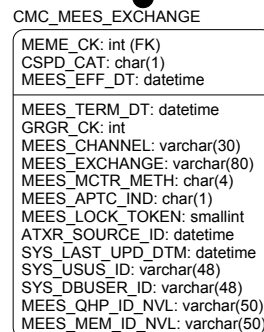 CMC_MEES_EXCHANGE
MEME_CK: int (FK)
CSPD_CAT: char(1)
MEES_EFF_DT: datetime
MEES_TERM_DT: datetime
GRGR_CK: int
MEES_CHANNEL: varchar(30)
MEES_EXCHANGE: varchar(80)
MEES_MCTR_METH: char(4)
MEES_APTC_IND: char(1)
MEES_LOCK_TOKEN: smallint
ATXR_SOURCE_ID: datetime
SYS_LAST_UPD_DTM: datetime
SYS_USUS_ID: varchar(48)
SYS_DBUSER_ID: varchar(48)
MEES_QHP_ID_NVL: varchar(50)
MEES_MEM_ID_NVL: varchar(50)